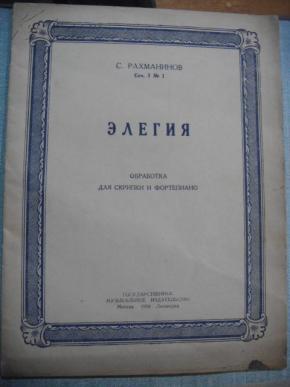 С. РАХМАНИНОВ
Соч. 3 № 1
ЭЛЕГИЯ
ОБРАБОТКА
ДЛЯ СКРИПКИ И ФОРТЕПИАНО
ГОСУДАРСТВЕННОЕ
МУЗЫКАЛЬНОЕ ИЗДАТЕЛЬСТВО
Москва Ленинград